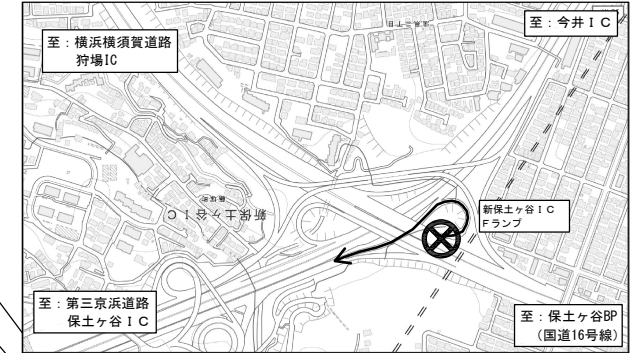 至：今井ＩＣ
至：横浜横須賀道路
狩場IC
新保土ヶ谷ＩＣ
新保土ヶ谷ＩＣ
Ｆランプ
至：第三京浜道路
保土ヶ谷ＩＣ
至：保土ヶ谷BP
（国道16号線）